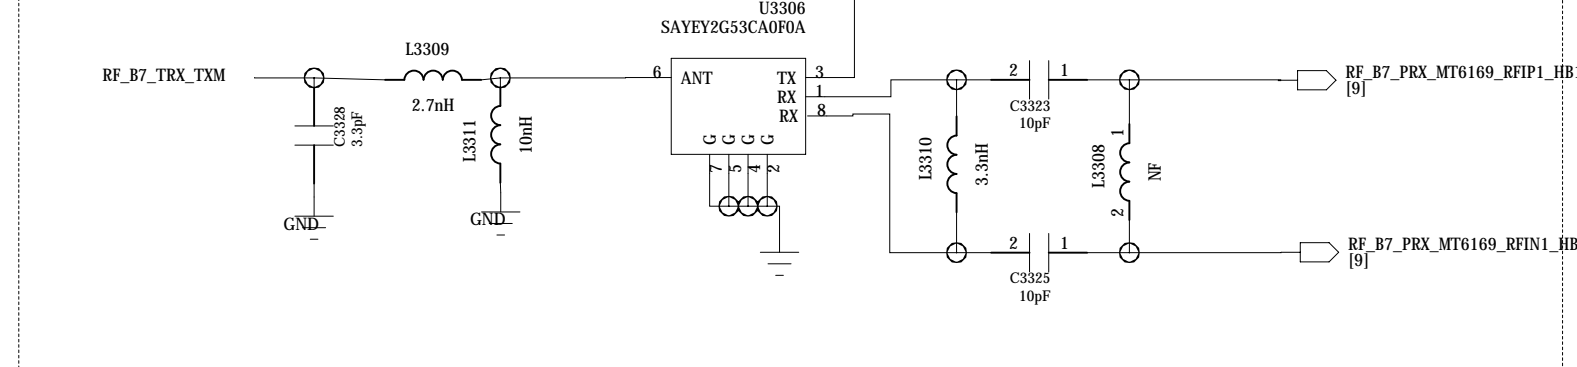 U3306
SAYEY2G53CA0F0A
L3309
RF_B7_TRX_TXM
2.7nH
C3328
3.3pF
GND
L3311
10nH
GND
6
ANT
TX
3
RX
1
RX
8
G
G
G
G
7
5
4
2
L3310
3.3nH
2
1
C3323
10pF
1
L3308
NF
2
2
1
C3325
10pF
RF_B7_PRX_MT6169_RFIP1_HB1
[9]
RF_B7_PRX_MT6169_RFIN1_HB
[9]